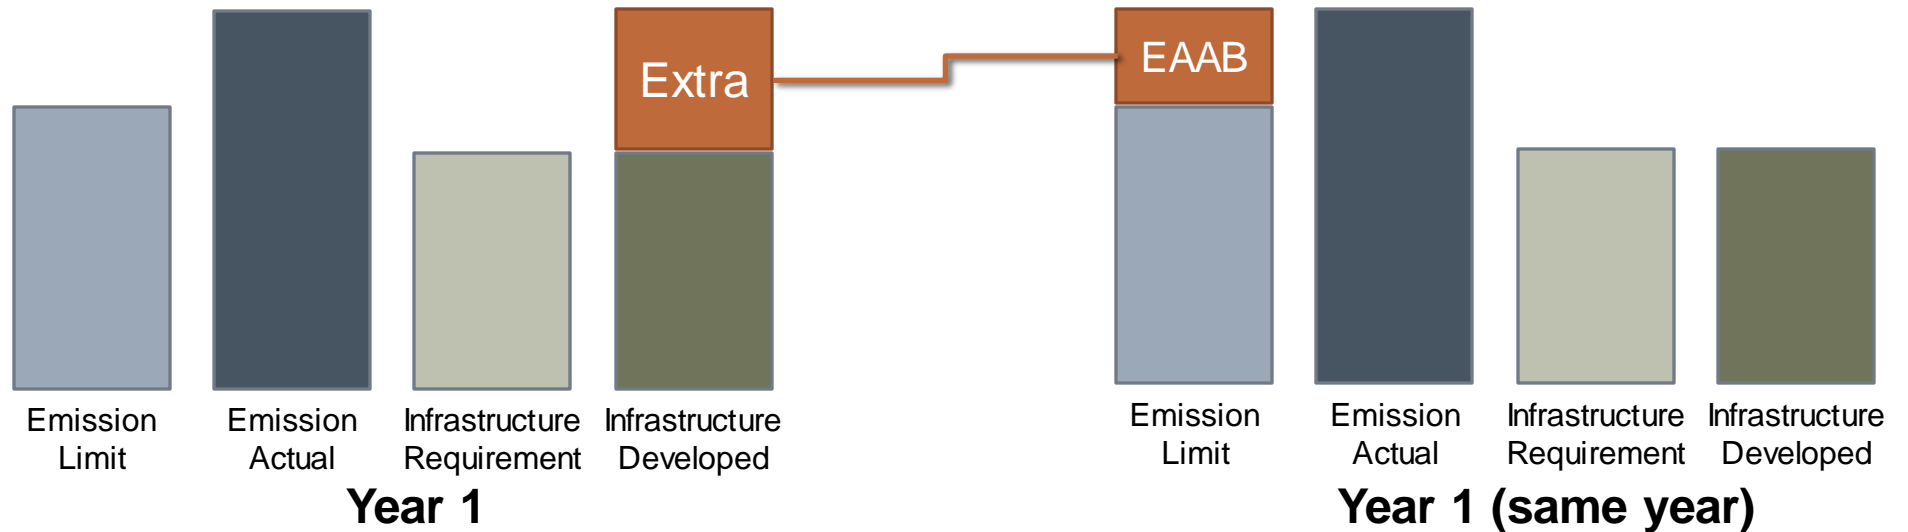 Extra
EAAB
Emission
Limit
Emission
Actual
Infrastructure
Requirement
Infrastructure
Developed
Year 1
Emission
Limit
Emission
Actual
Infrastructure
Requirement
Infrastructure
Developed
Year 1 (same year)